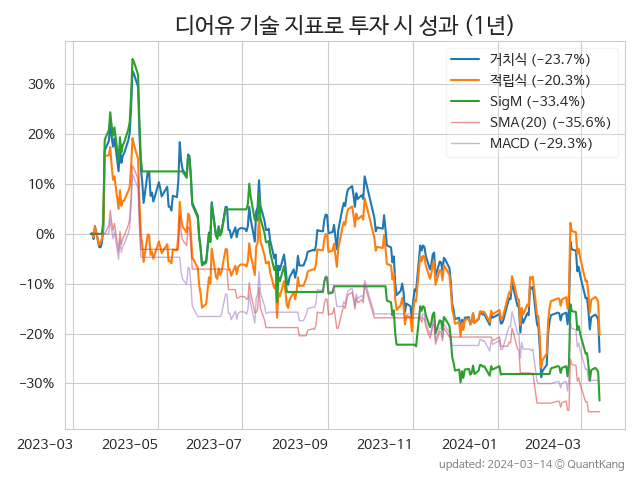 디어유 기술 지표로 투자 시 성과 (1년)
거치식 (−23.7%)
적립식 (−20.3%)
SigM (−33.4%)
SMA(20) (−35.6%)
MACD (−29.3%)
30%
20%
10%
0%
−10%
−20%
−30%
2023-03
2023-05
2023-07
2023-09
2023-11
2024-01
2024-03
updated: 2024-03-14 © QuantKang